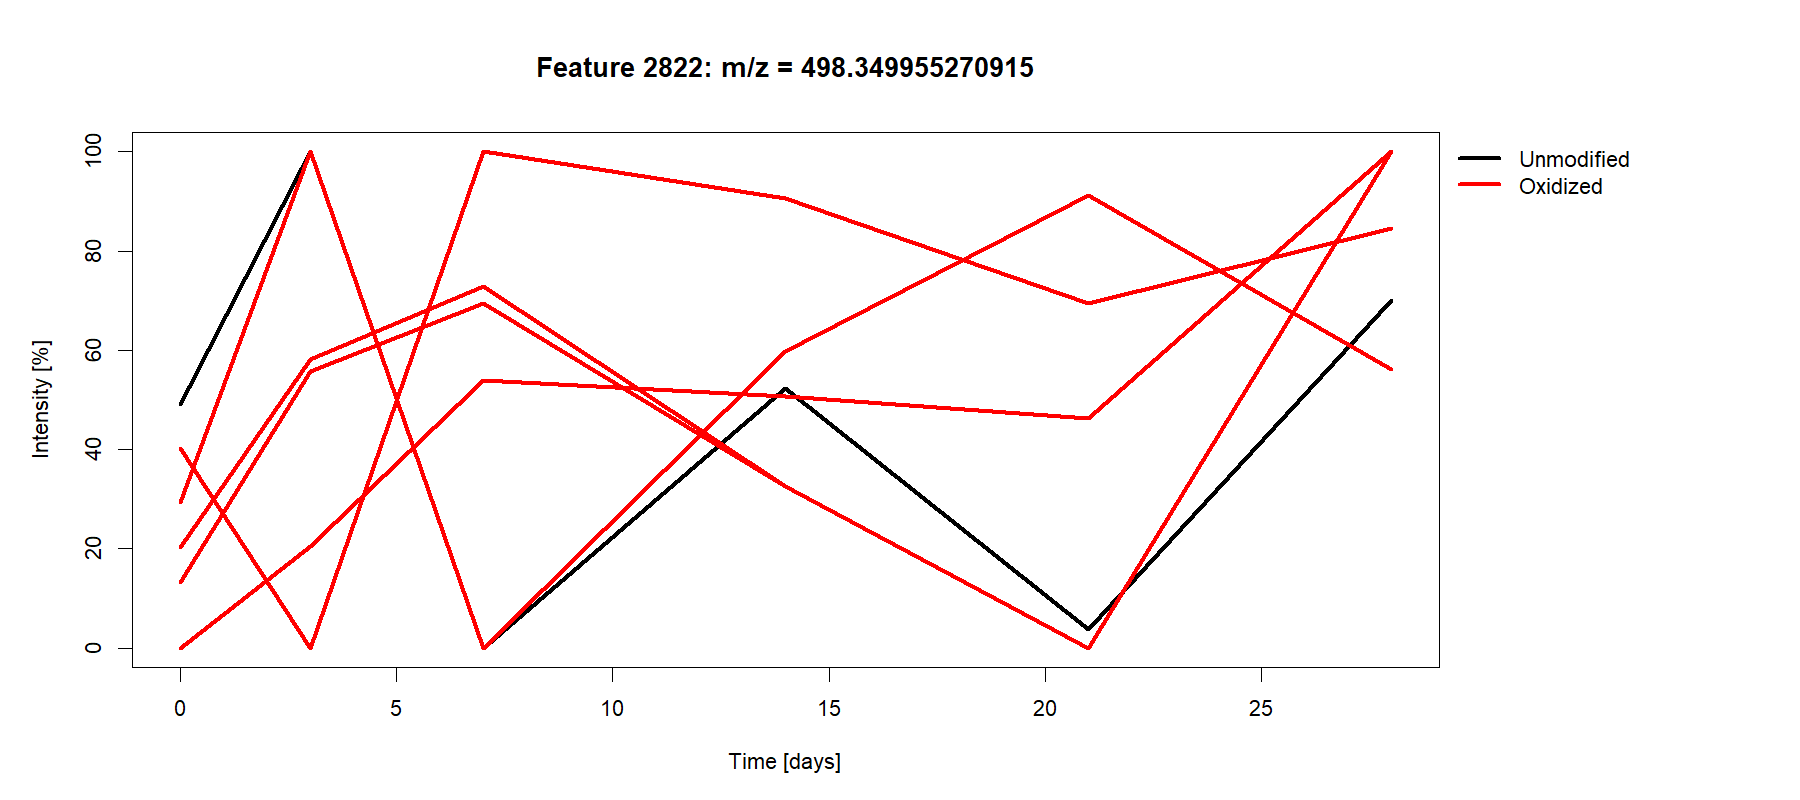 Feature 2822: m/z = 498.349955270915
Unmodified
Oxidized
Intensity [%]
100
80
60
40
20
0
0 5 10 15 20 25
Time [days]